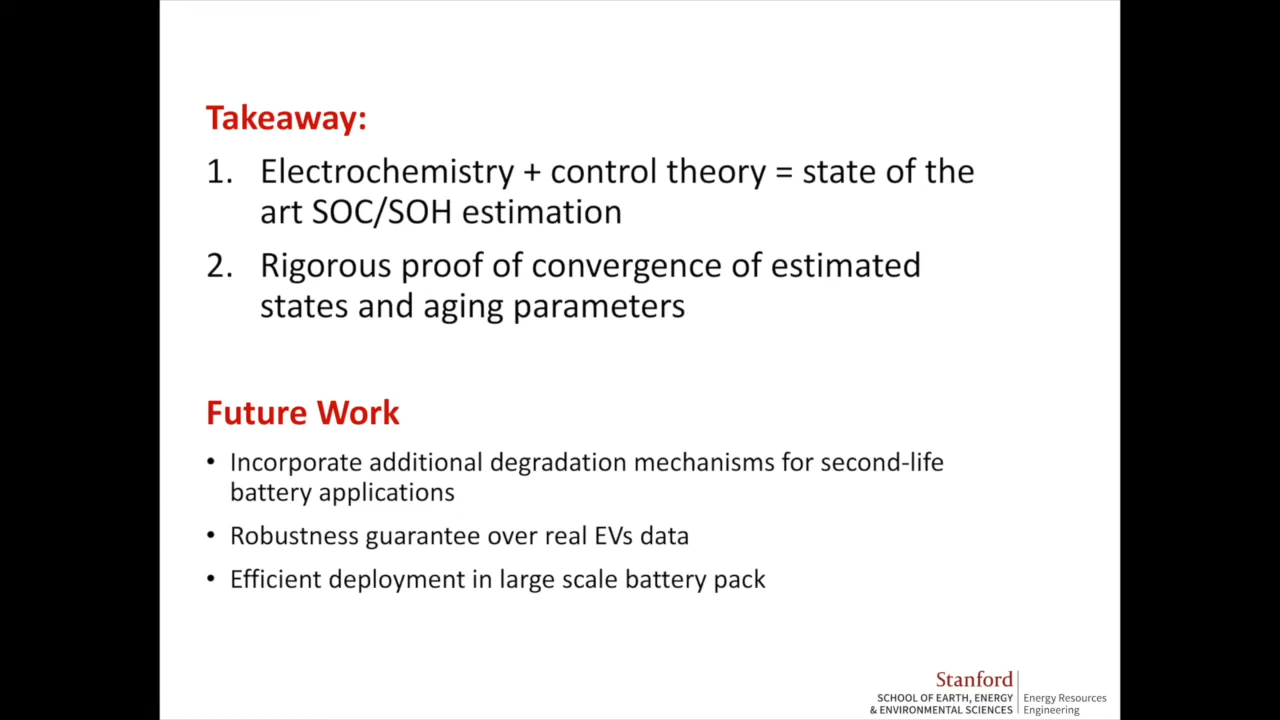 Takeaway:
1. Electrochemistry + control theory = state of the
art SOC/SOH estimation
2. Rigorous proof of convergence of estimated
states and aging parameters
Future Work
• Incorporate additional degradation mechanisms for second-life
battery applications
• Robustness guarantee over real EVs data
• Efficient deployment in large scale battery pack
Stanford
SCHOOL OF EARTH, ENERGY
& ENVIRONMENTAL SCIENCES
Energy Resources
Engineering